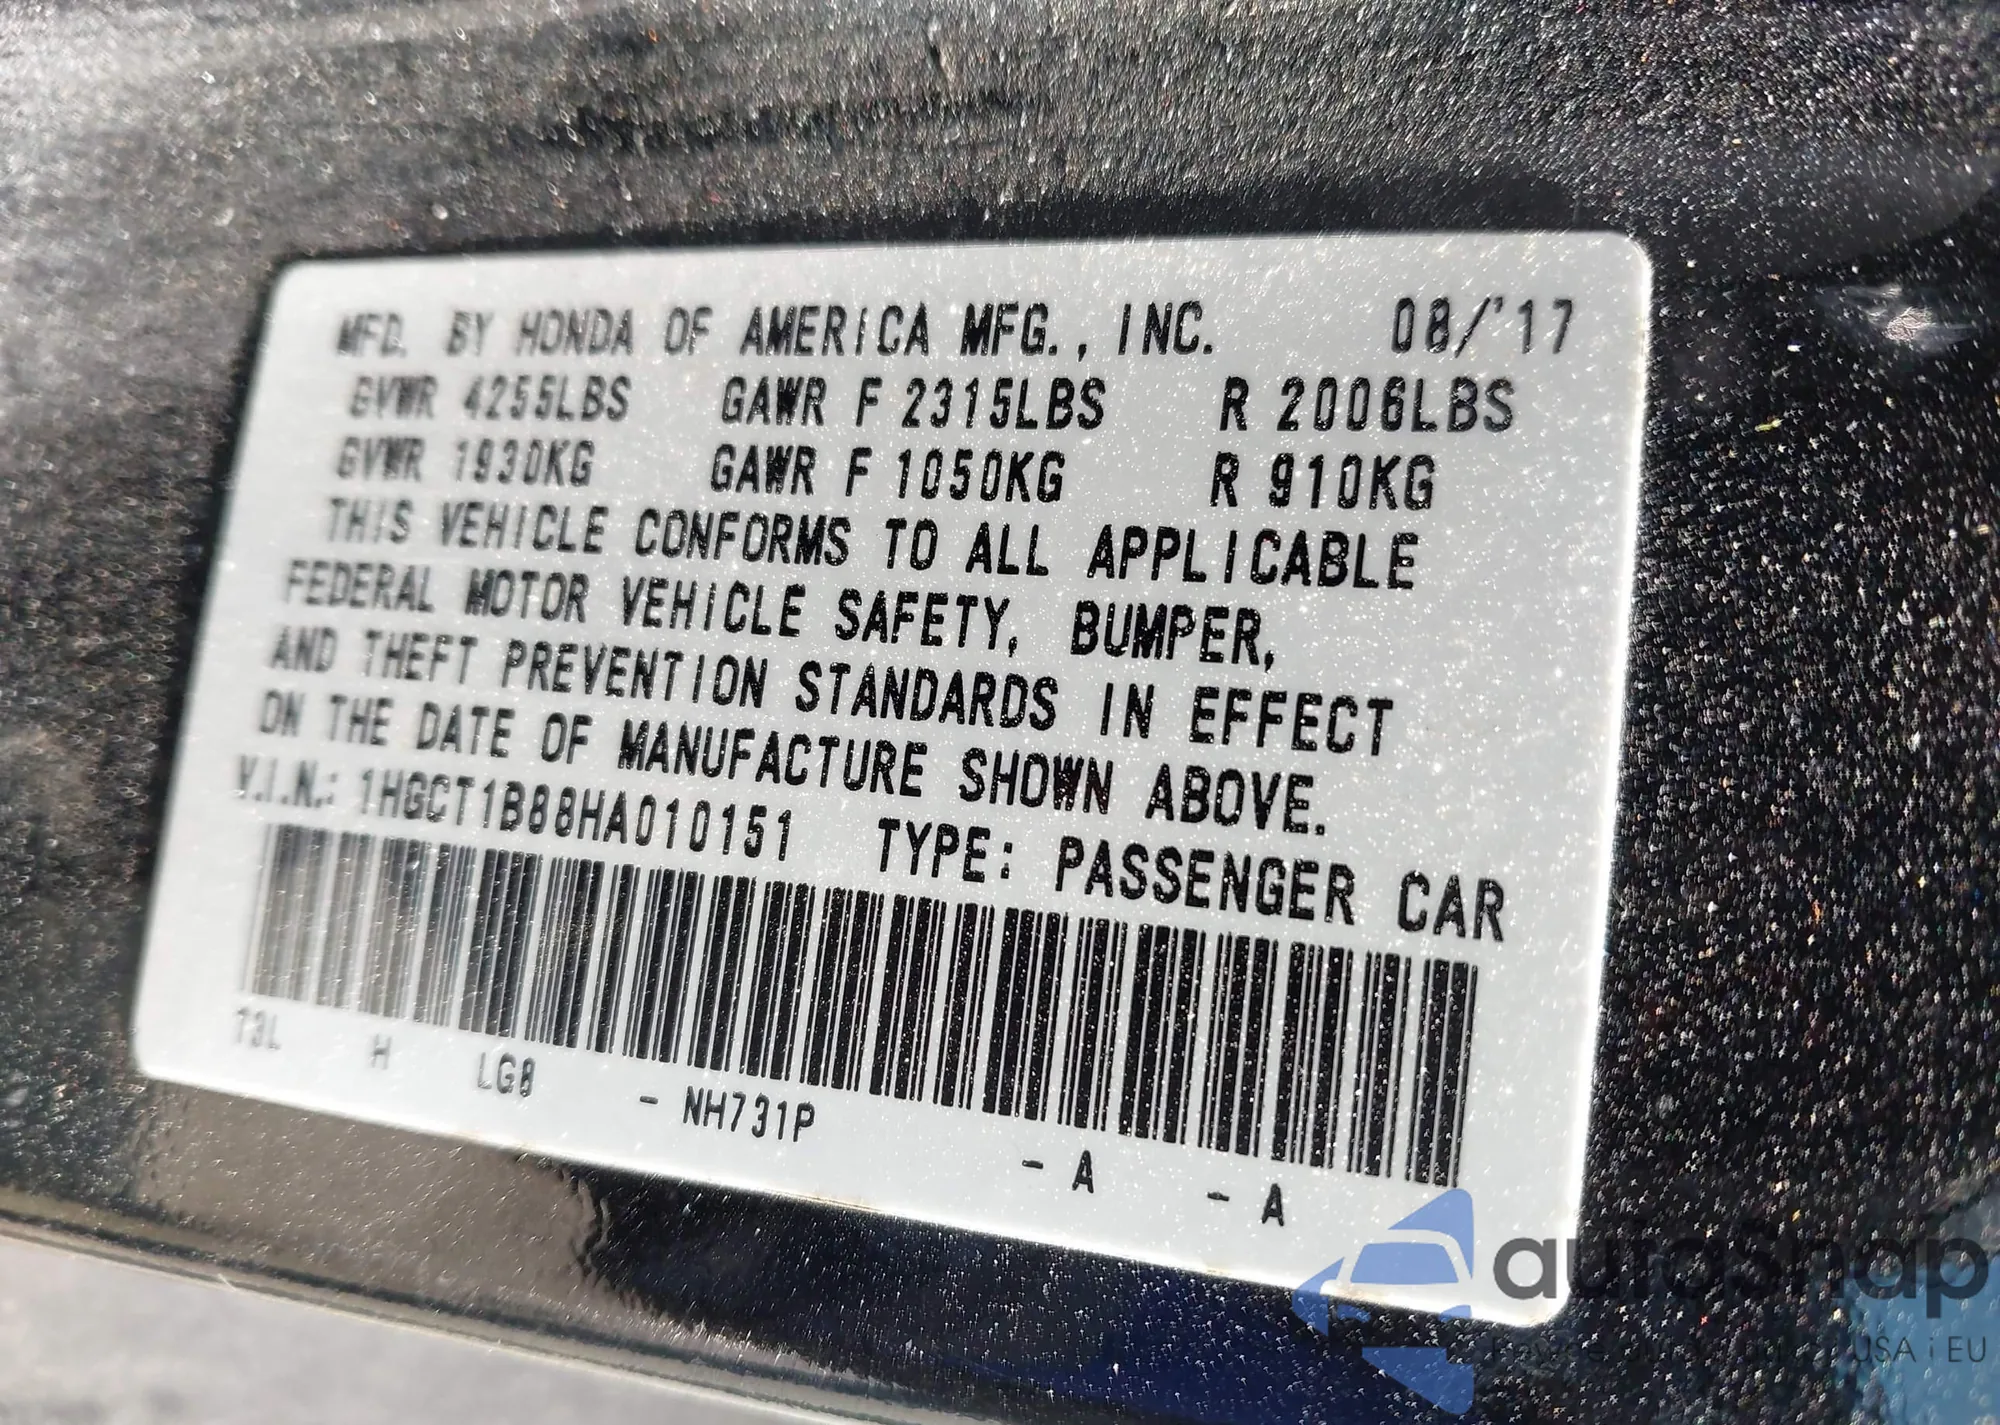 MFD. BY HONDA OF AMERICA MFG., INC. 08/'17
GVWR 4255LBS GAWR F 2315LBS R 2006LBS
GVWR 1930KG GAWR F 1050KG R 910KG
THIS VEHICLE CONFORMS TO ALL APPLICABLE
FEDERAL MOTOR VEHICLE SAFETY, BUMPER,
AND THEFT PREVENTION STANDARDS IN EFFECT
ON THE DATE OF MANUFACTURE SHOWN ABOVE.
V.I.N.: 1HGCT1B88HA010151 TYPE: PASSENGER CAR
T3L H LG8 - NH731P - A - A
autoSnap
USA i EU